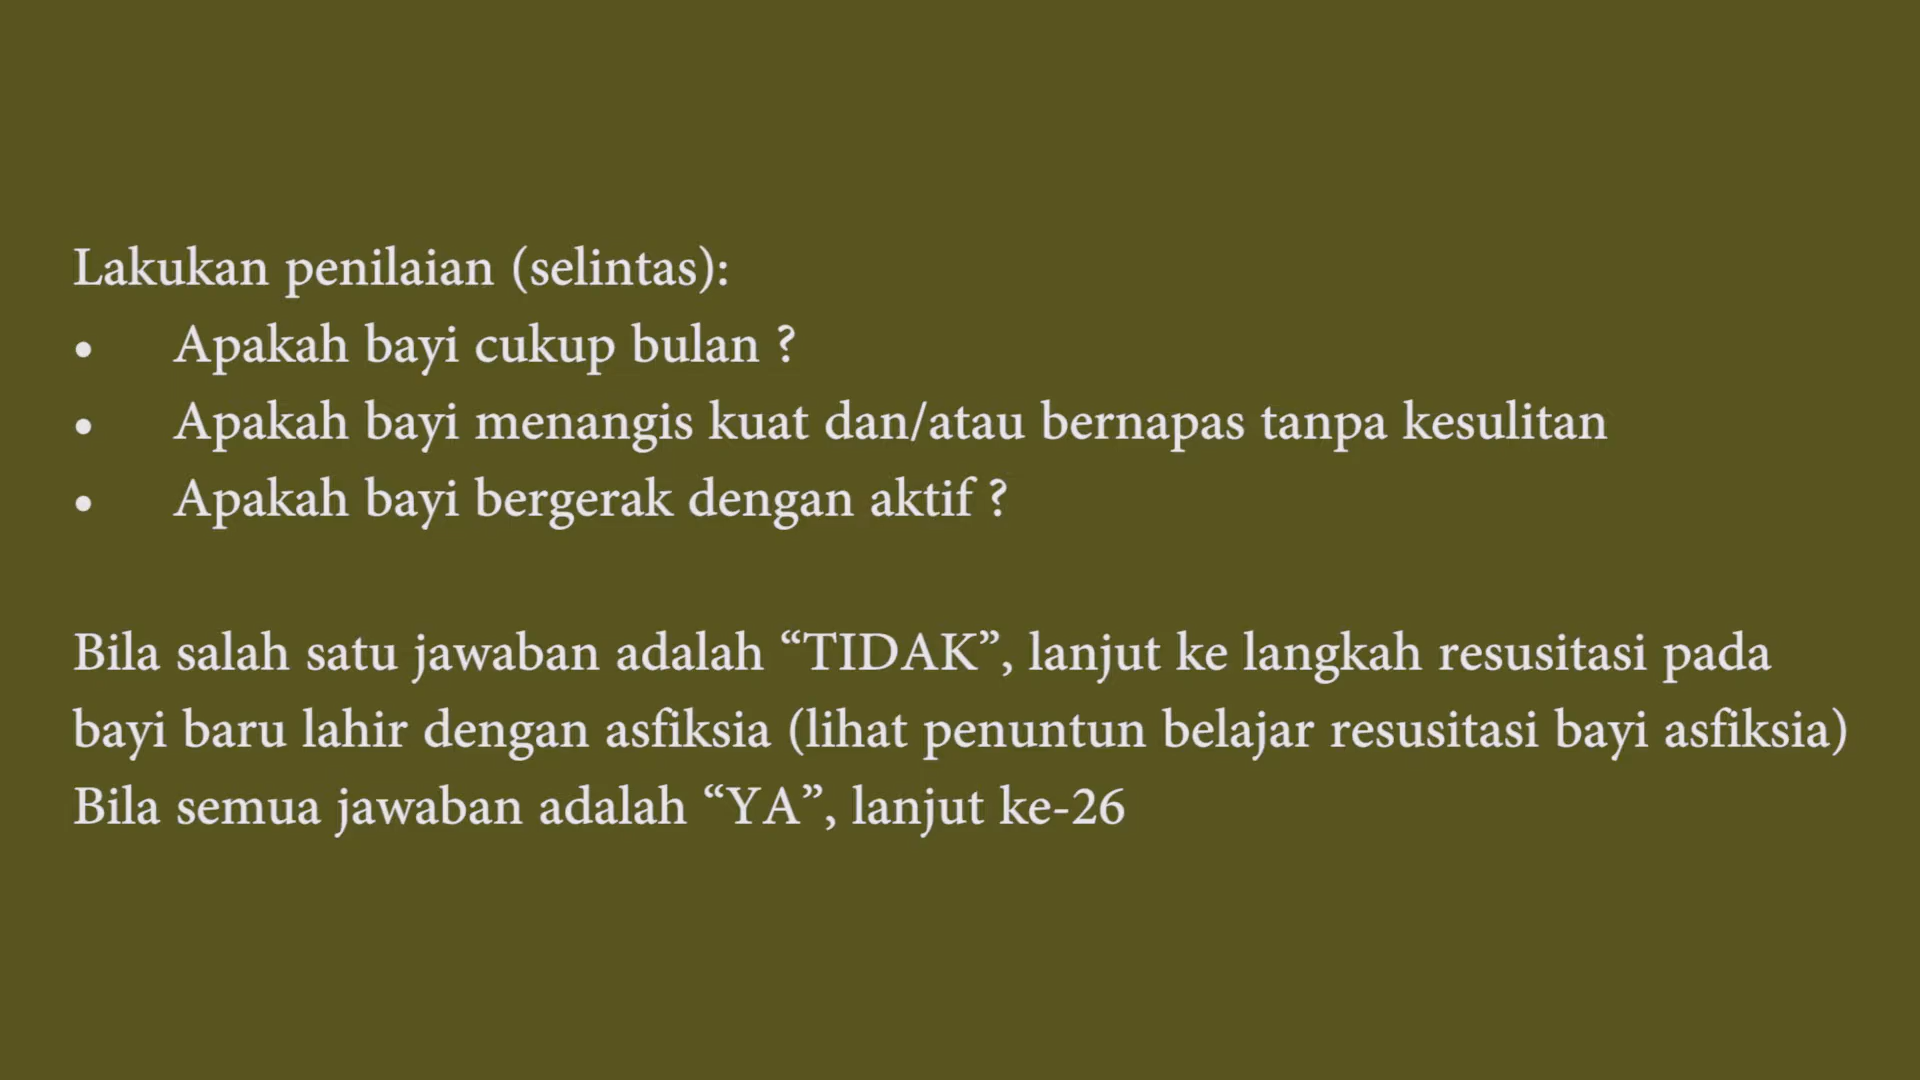 Lakukan penilaian (selintas):
• Apakah bayi cukup bulan ?
• Apakah bayi menangis kuat dan/atau bernapas tanpa kesulitan
• Apakah bayi bergerak dengan aktif ?
Bila salah satu jawaban adalah “TIDAK”, lanjut ke langkah resusitasi pada
bayi baru lahir dengan asfiksia (lihat penuntun belajar resusitasi bayi asfiksia)
Bila semua jawaban adalah “YA”, lanjut ke-26